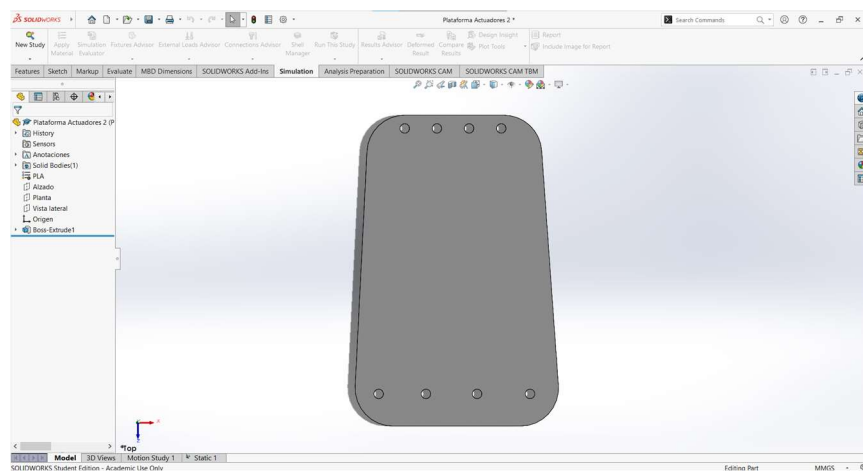 SOLIDWORKS
Plataforma Actuadores 2 *
Search Commands
New Study
Apply Material
Simulation Evaluator
Fixtures Advisor
External Loads Advisor
Connections Advisor
Shell Manager
Run This Study
Results Advisor
Deformed Result
Compare Results
Design Insight
Plot Tools
Report
Include Image for Report
Features Sketch Markup Evaluate MBD Dimensions SOLIDWORKS Add-Ins Simulation Analysis Preparation SOLIDWORKS CAM SOLIDWORKS CAM TBM
Plataforma Actuadores 2 (P
History
Sensors
Anotaciones
Solid Bodies(1)
PLA
Alzado
Planta
Vista lateral
Origen
Boss-Extrude1
*Top
Model 3D Views Motion Study 1 Static 1
SOLIDWORKS Student Edition - Academic Use Only
Editing Part
MMGS